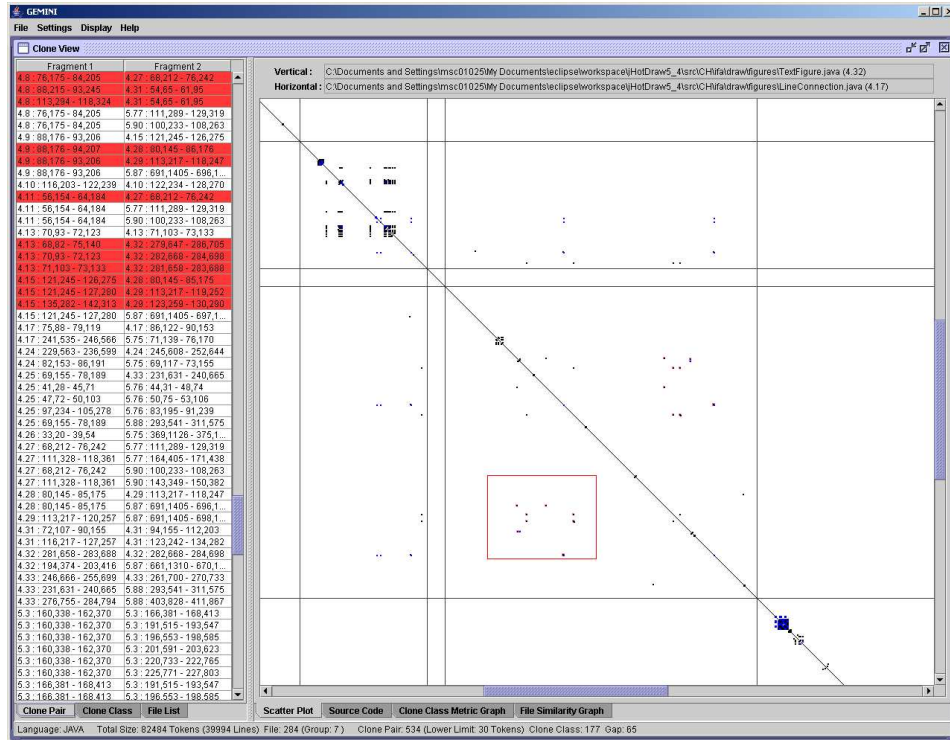 GEMINI
File Settings Display Help
Clone View
Fragment 1 Fragment 2
4.8 : 76,175 - 84,205 4.27 : 68,212 - 76,242
4.8 : 88,215 - 93,245 4.31 : 54,65 - 61,95
4.8 : 113,294 - 118,324 4.31 : 54,65 - 61,95
4.8 : 76,175 - 84,205 5.77 : 111,289 - 129,319
4.8 : 76,175 - 84,205 5.90 : 100,233 - 108,263
4.9 : 88,176 - 93,206 4.15 : 121,245 - 126,275
4.9 : 88,176 - 94,207 4.28 : 80,145 - 86,176
4.9 : 88,176 - 93,206 4.29 : 113,217 - 118,247
4.9 : 88,176 - 93,206 5.87 : 691,1405 - 696,1...
4.10 : 116,203 - 122,239 4.10 : 122,234 - 128,270
4.11 : 56,154 - 64,184 4.27 : 68,212 - 76,242
4.11 : 56,154 - 64,184 5.77 : 111,289 - 129,319
4.11 : 56,154 - 64,184 5.90 : 100,233 - 108,263
4.13 : 70,93 - 72,123 4.13 : 71,103 - 73,133
4.13 : 68,82 - 75,140 4.32 : 279,647 - 286,705
4.13 : 70,93 - 72,123 4.32 : 282,668 - 284,698
4.13 : 71,103 - 73,133 4.32 : 281,658 - 283,688
4.15 : 121,245 - 126,275 4.28 : 80,145 - 85,175
4.15 : 121,245 - 127,280 4.29 : 113,217 - 119,252
4.15 : 135,282 - 142,313 4.29 : 123,259 - 130,290
4.15 : 121,245 - 127,280 5.87 : 691,1405 - 697,1...
4.17 : 75,88 - 79,119 4.17 : 86,122 - 90,153
4.17 : 241,535 - 246,566 5.75 : 71,139 - 76,170
4.24 : 229,563 - 236,599 4.24 : 245,608 - 252,644
4.24 : 82,153 - 86,191 5.75 : 69,117 - 73,155
4.25 : 69,155 - 78,189 4.33 : 231,631 - 240,665
4.25 : 41,28 - 45,71 5.76 : 44,31 - 48,74
4.25 : 47,72 - 50,103 5.76 : 50,75 - 53,106
4.25 : 97,234 - 105,278 5.76 : 83,195 - 91,239
4.25 : 69,155 - 78,189 5.88 : 293,541 - 311,575
4.26 : 33,20 - 39,54 5.75 : 369,1126 - 375,1...
4.27 : 68,212 - 76,242 5.77 : 111,289 - 129,319
4.27 : 111,328 - 118,361 5.77 : 164,405 - 171,438
4.27 : 68,212 - 76,242 5.90 : 100,233 - 108,263
4.27 : 111,328 - 118,361 5.90 : 143,349 - 150,382
4.28 : 80,145 - 85,175 4.29 : 113,217 - 118,247
4.28 : 80,145 - 85,175 5.87 : 691,1405 - 696,1...
4.29 : 113,217 - 120,257 5.87 : 691,1405 - 698,1...
4.31 : 72,107 - 90,155 4.31 : 94,155 - 112,203
4.31 : 116,217 - 127,257 4.31 : 123,242 - 134,282
4.32 : 281,658 - 283,688 4.32 : 282,668 - 284,698
4.32 : 194,374 - 203,416 5.87 : 661,1310 - 670,1...
4.33 : 246,666 - 255,699 4.33 : 261,700 - 270,733
4.33 : 231,631 - 240,665 5.88 : 293,541 - 311,575
4.33 : 276,755 - 284,794 5.88 : 403,828 - 411,867
5.3 : 160,338 - 162,370 5.3 : 166,381 - 168,413
5.3 : 160,338 - 162,370 5.3 : 191,515 - 193,547
5.3 : 160,338 - 162,370 5.3 : 196,553 - 198,585
5.3 : 160,338 - 162,370 5.3 : 201,591 - 203,623
5.3 : 160,338 - 162,370 5.3 : 220,733 - 222,765
5.3 : 160,338 - 162,370 5.3 : 225,771 - 227,803
5.3 : 166,381 - 168,413 5.3 : 191,515 - 193,547
5.3 : 166,381 - 168,413 5.3 : 196,553 - 198,585
Clone Pair Clone Class File List
Vertical : C:\Documents and Settings\msc01025\My Documents\eclipse\workspace\jHotDraw5_4\src\CH\ifa\draw\figures\TextFigure.java (4.32)
Horizontal : C:\Documents and Settings\msc01025\My Documents\eclipse\workspace\jHotDraw5_4\src\CH\ifa\draw\figures\LineConnection.java (4.17)
Scatter Plot Source Code Clone Class Metric Graph File Similarity Graph
Language: JAVA Total Size: 82484 Tokens (39994 Lines) File: 284 (Group: 7 ) Clone Pair: 534 (Lower Limit: 30 Tokens) Clone Class: 177 Gap: 65